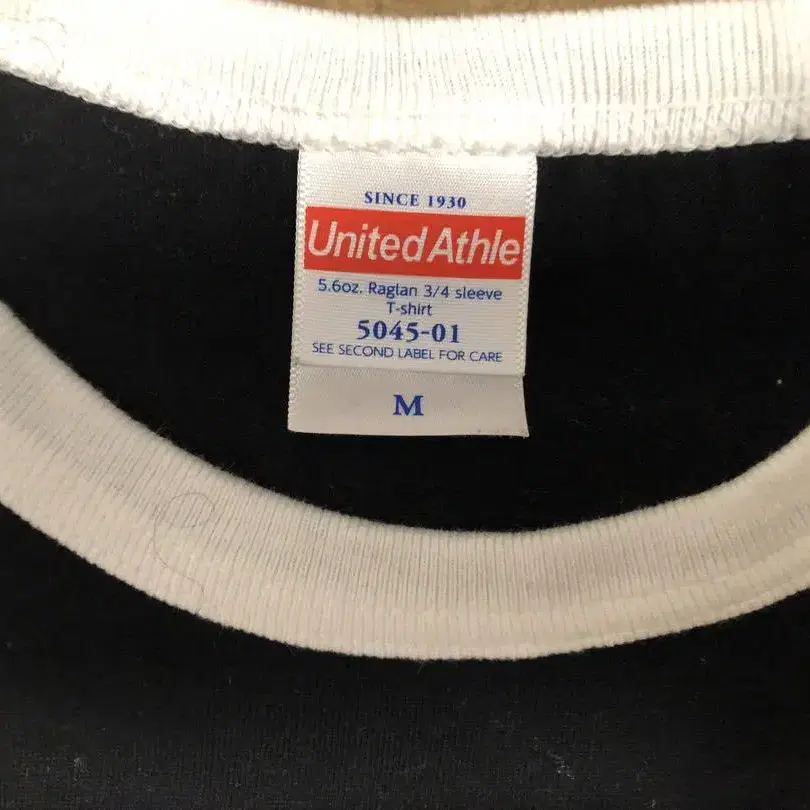 SINCE 1930
United Athle
5.6oz. Raglan 3/4 sleeve
T-shirt
5045-01
SEE SECOND LABEL FOR CARE
M